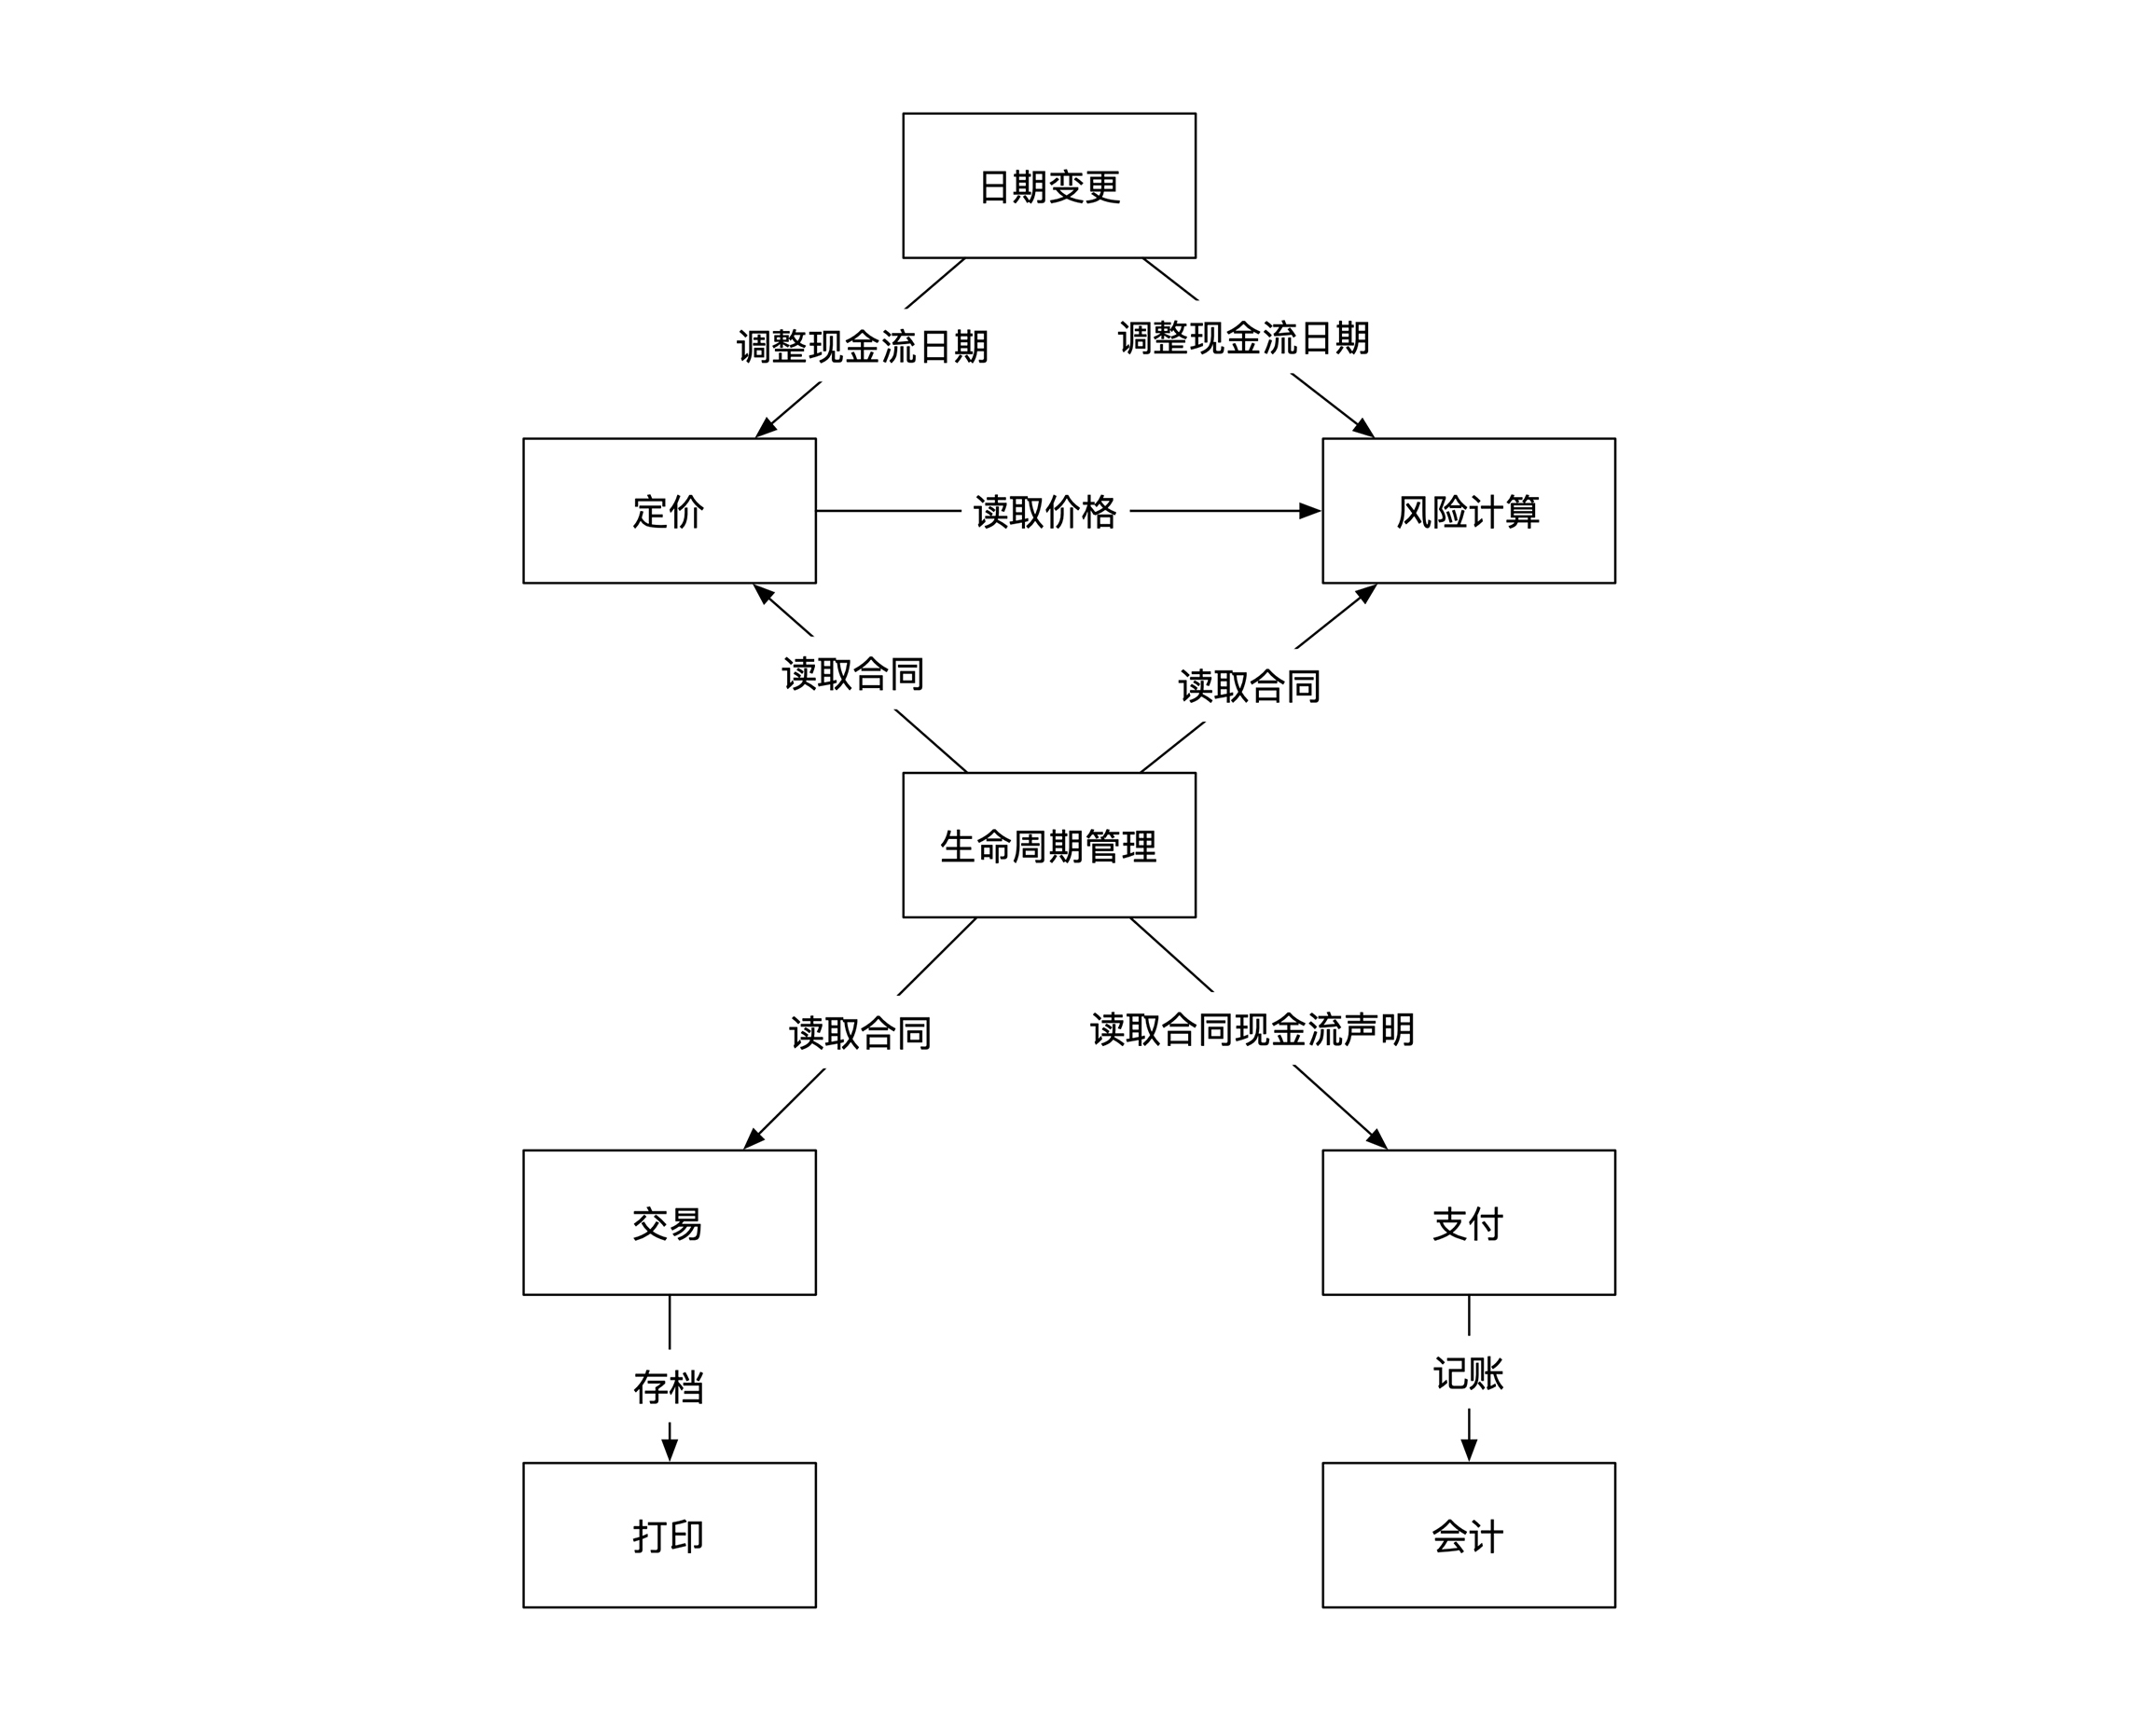 日期变更
调整现金流日期
调整现金流日期
定价
读取价格
风险计算
读取合同
读取合同
生命周期管理
读取合同
读取合同现金流声明
交易
支付
存档
记账
打印
会计